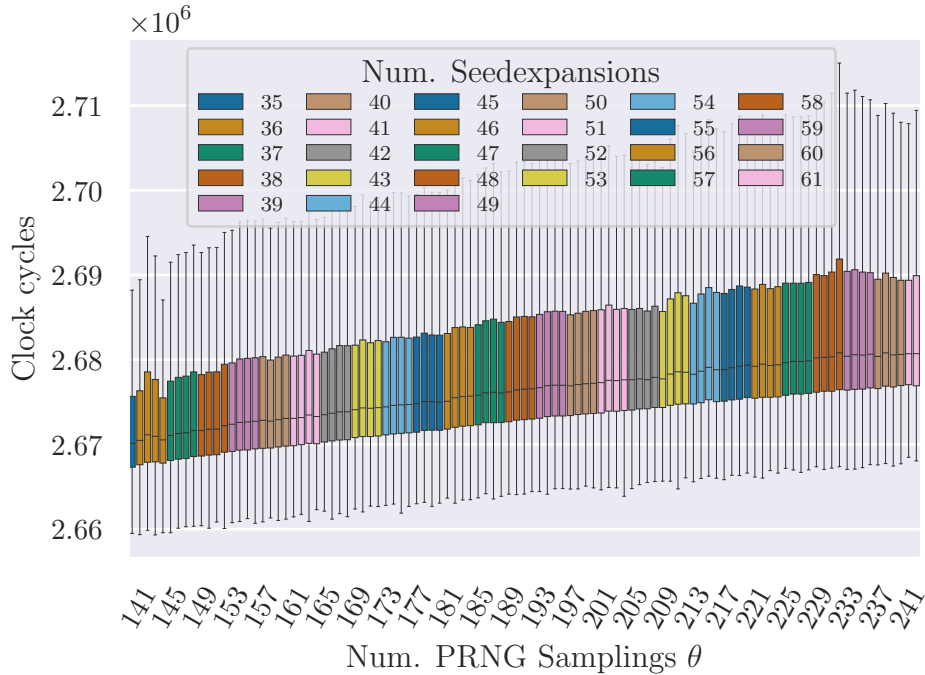 ×10⁶
Num. Seedexpansions
35 40 45 50 54 58
36 41 46 51 55 59
37 42 47 52 56 60
38 43 48 53 57 61
39 44 49
2.71
2.70
2.69
2.68
2.67
2.66
Clock cycles
141 145 149 153 157 161 165 169 173 177 181 185 189 193 197 201 205 209 213 217 221 225 229 233 237 241
Num. PRNG Samplings θ